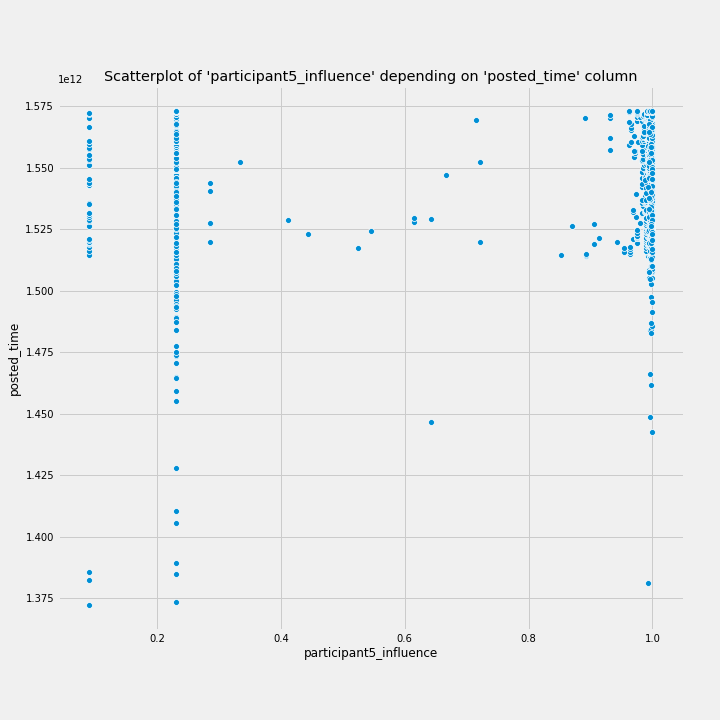 Scatterplot of 'participant5_influence' depending on 'posted_time' column
1e12
1.575
1.550
1.525
1.500
1.475
1.450
1.425
1.400
1.375
posted_time
0.2 0.4 0.6 0.8 1.0
participant5_influence